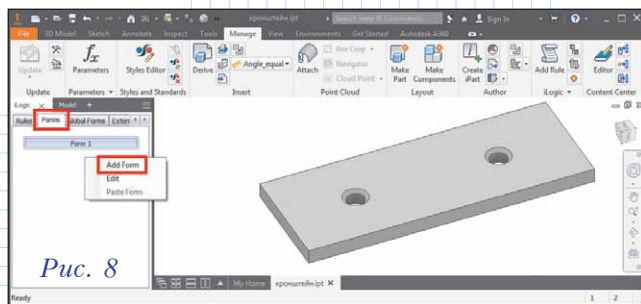 кронштейн.ipt
Search Help & Commands...
Sign In
File
3D Model
Sketch
Annotate
Inspect
Tools
Manage
View
Environments
Get Started
Autodesk A360
Update
Parameters
Styles Editor
Derive
Angle_equal
Attach
Box Crop
Navigator
Cloud Point
Make Part
Make Components
Create iPart
Add Rule
Editor
Update
Parameters
Styles and Standards
Insert
Point Cloud
Layout
Author
iLogic
Content Center
iLogic
Model
Rules
Forms
Global Forms
Exter
Form 1
Add Form
Edit
Paste Form
Рис. 8
My Home
кронштейн.ipt
Ready
1 2